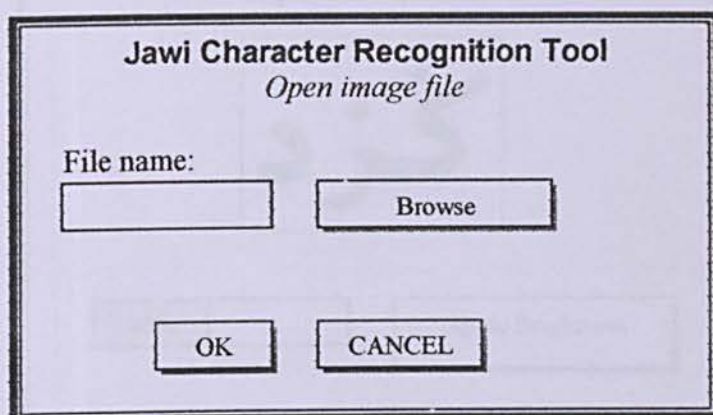 Jawi Character Recognition Tool
Open image file
File name:
Browse
OK CANCEL